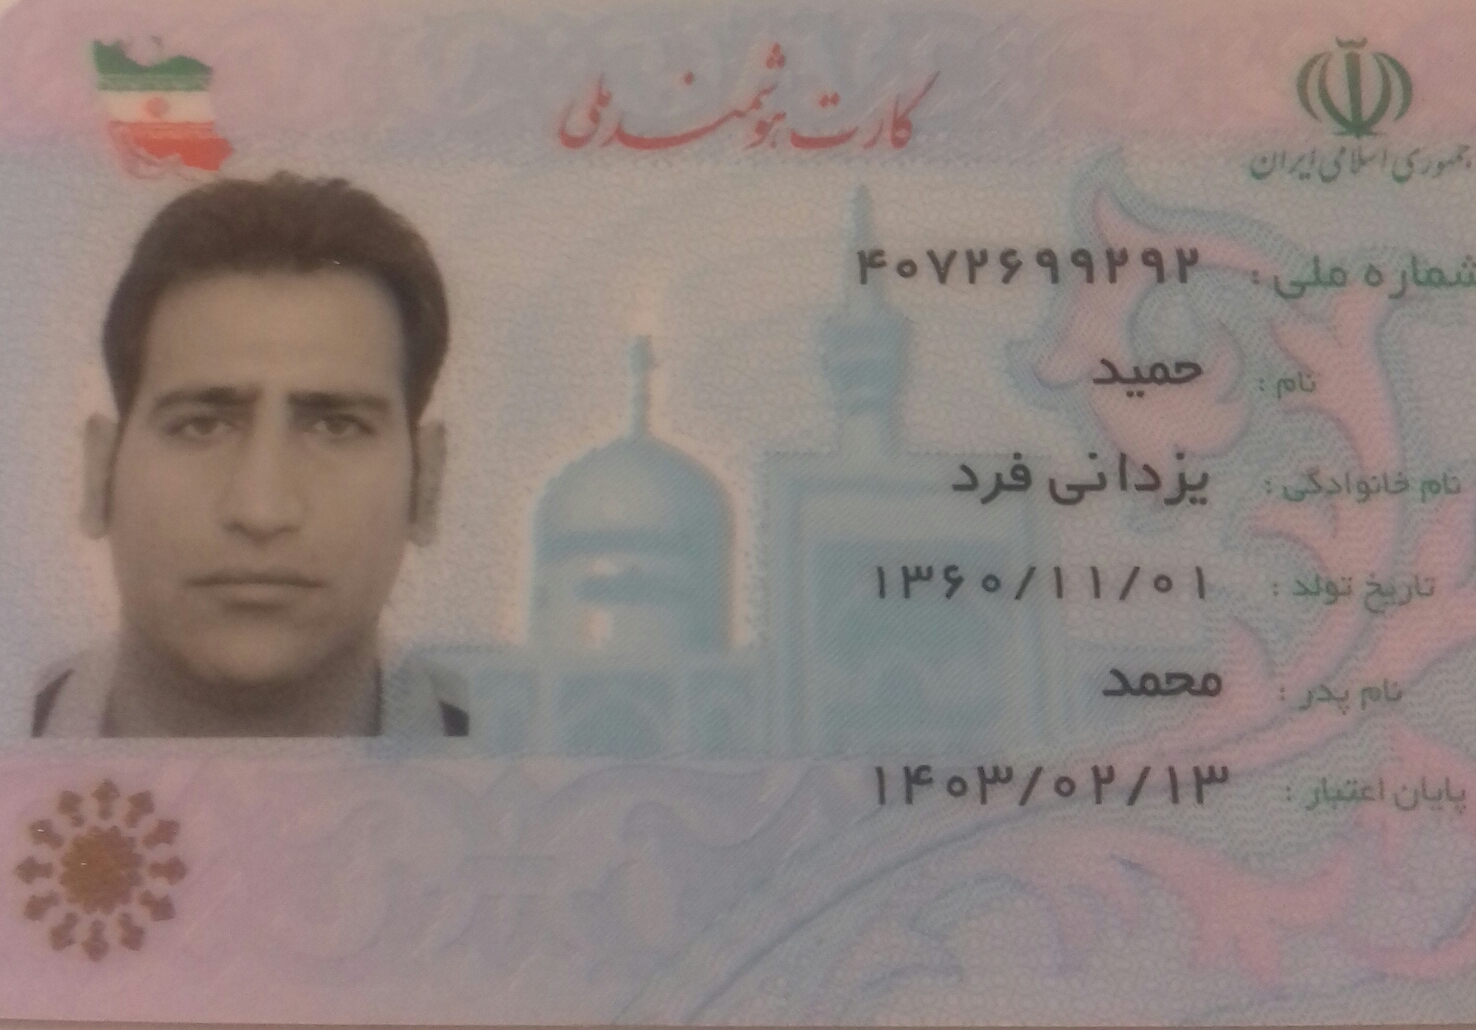 کارت هوشمند ملی
جمهوری اسلامی ایران
شماره ملی : ۴۰۷۲۶۹۹۲۹۲
نام : حمید
نام خانوادگی : یزدانی فرد
تاریخ تولد : ۱۳۶۰/۱۱/۰۱
نام پدر : محمد
پایان اعتبار : ۱۴۰۳/۰۲/۱۳